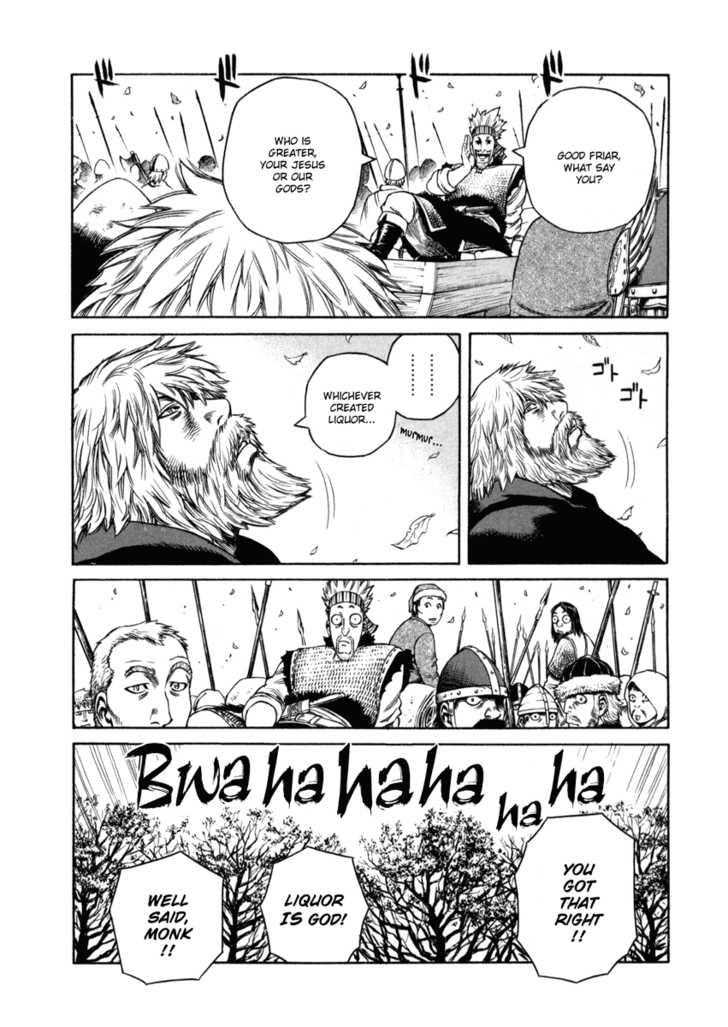 ドド ドド
GOOD FRIAR,
WHAT SAY
YOU?
WHO IS
GREATER,
YOUR JESUS
OR OUR
GODS?
ゴト
ゴト
......
......
WHICHEVER
CREATED
LIQUOR...
murmur...
Bwa ha ha ha ha ha
YOU
GOT
THAT
RIGHT
!!
LIQUOR
IS GOD!
WELL
SAID,
MONK
!!